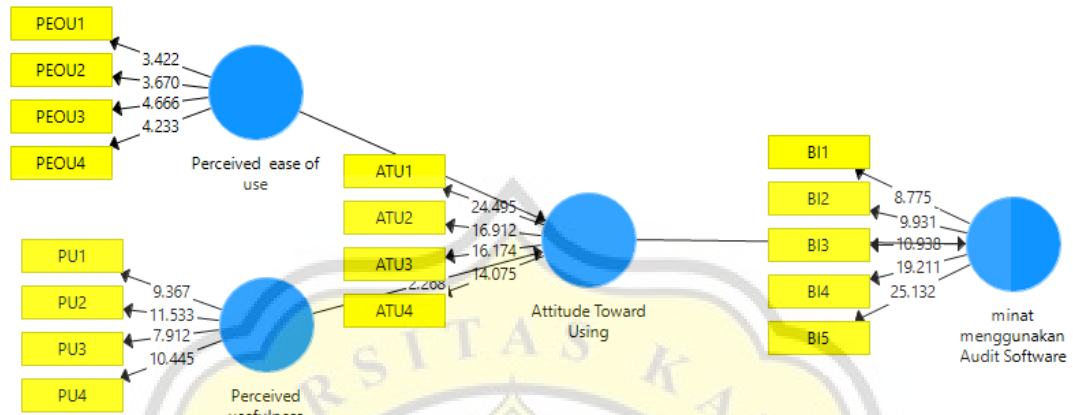 PEOU1
PEOU2
PEOU3
PEOU4
3.422
3.670
4.666
4.233
Perceived ease of
use
ATU1
ATU2
ATU3
ATU4
24.495
16.912
16.174
14.075
2.268
Attitude Toward
Using
PU1
PU2
PU3
PU4
9.367
11.533
7.912
10.445
Perceived
usefulness
BI1
BI2
BI3
BI4
BI5
8.775
9.931
10.938
19.211
25.132
minat
menggunakan
Audit Software
R S I T A S K A